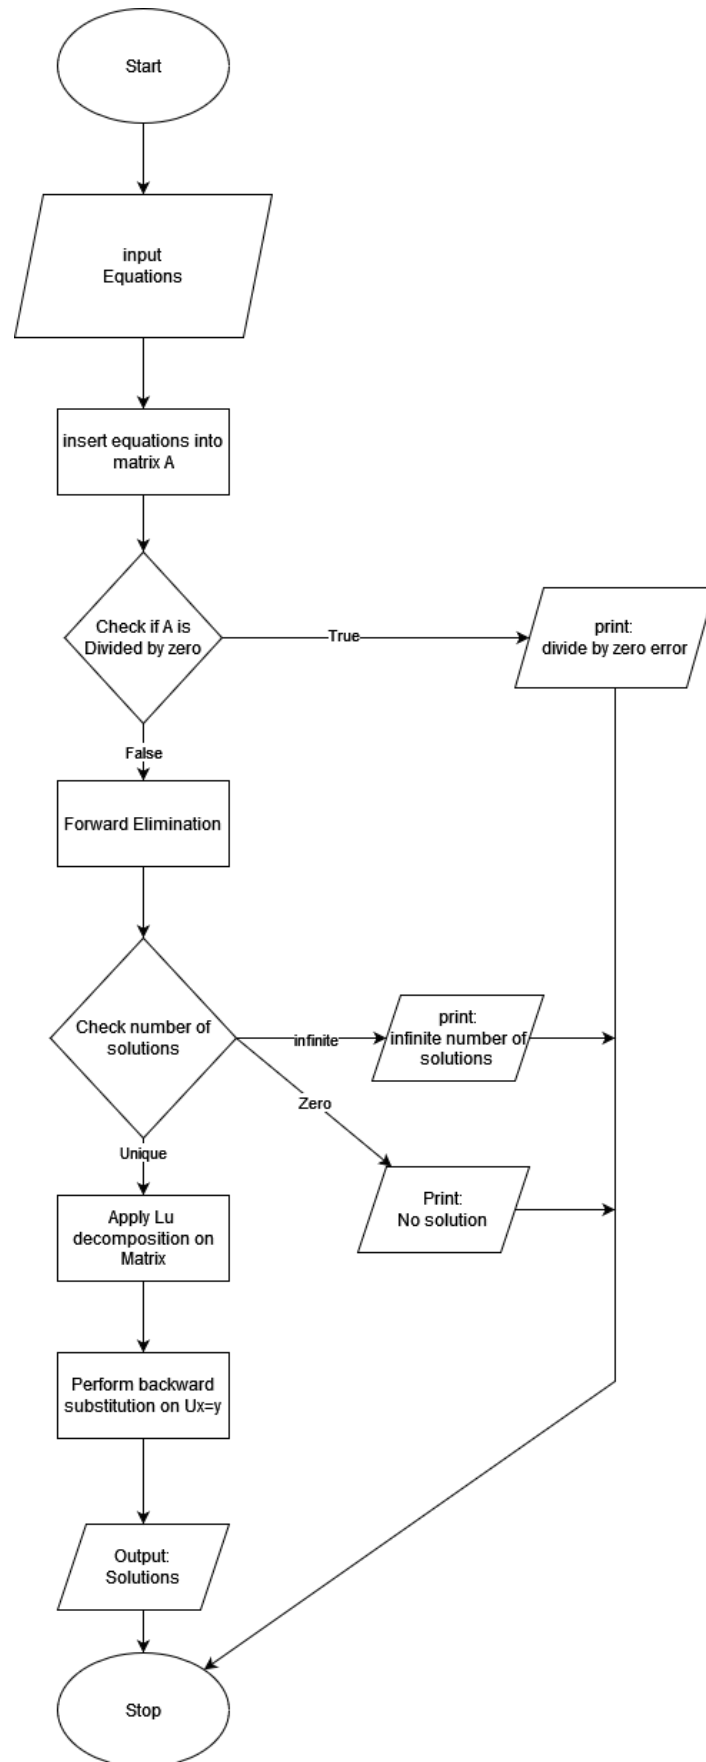 Start
input
Equations
insert equations into
matrix A
Check if A is
Divided by zero
True
print:
divide by zero error
False
Forward Elimination
Check number of
solutions
infinite
print:
infinite number of
solutions
Zero
Print:
No solution
Unique
Apply Lu
decomposition on
Matrix
Perform backward
substitution on Ux=y
Output:
Solutions
Stop